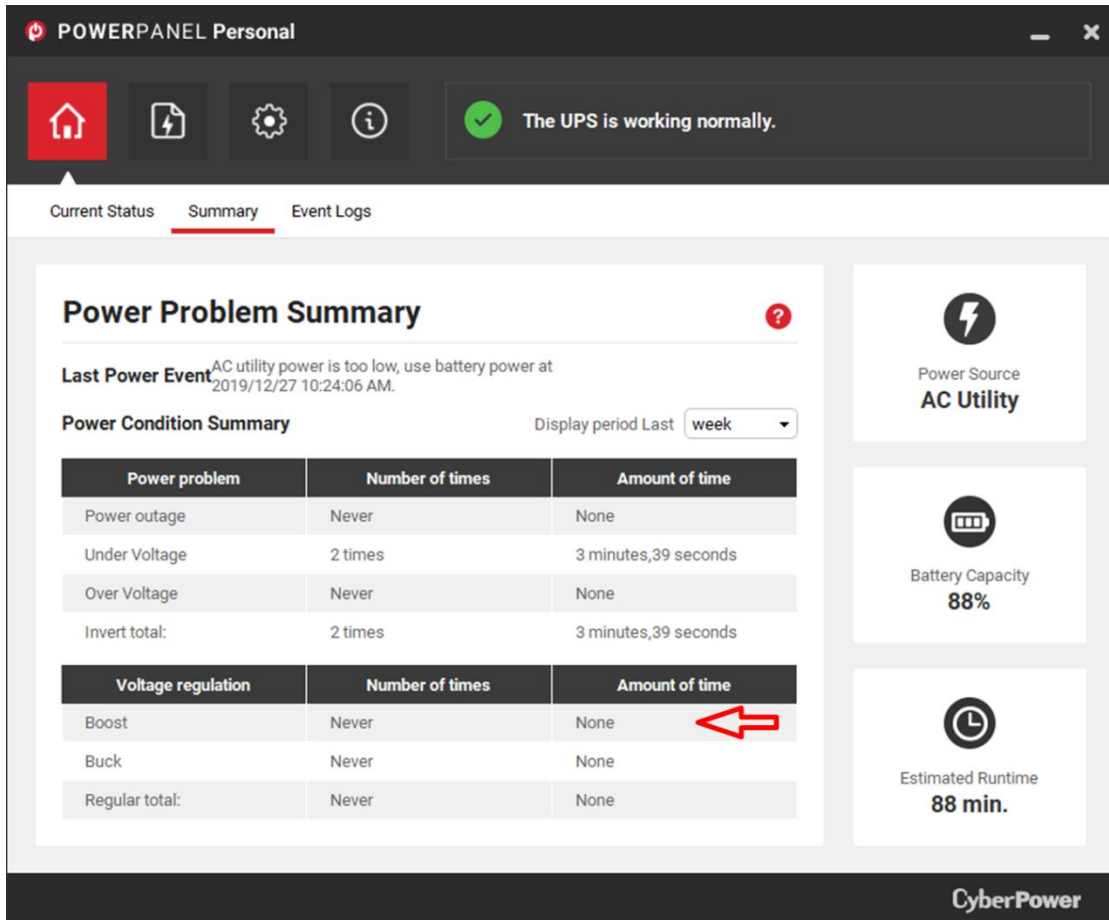 POWERPANEL Personal
The UPS is working normally.
Current Status Summary Event Logs
Power Problem Summary
?
Last Power Event AC utility power is too low, use battery power at
2019/12/27 10:24:06 AM.
Power Condition Summary Display period Last week
Power problem Number of times Amount of time
Power outage Never None
Under Voltage 2 times 3 minutes,39 seconds
Over Voltage Never None
Invert total: 2 times 3 minutes,39 seconds
Voltage regulation Number of times Amount of time
Boost Never None
Buck Never None
Regular total: Never None
Power Source
AC Utility
Battery Capacity
88%
Estimated Runtime
88 min.
CyberPower